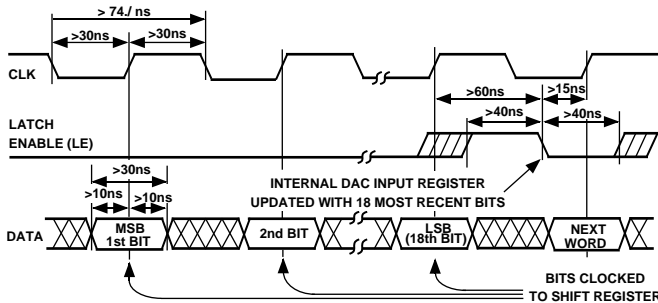 > 74./ ns
>30ns >30ns
CLK
>60ns >15ns
>40ns >40ns
LATCH
ENABLE (LE)
>30ns
>10ns >10ns
INTERNAL DAC INPUT REGISTER
UPDATED WITH 18 MOST RECENT BITS
DATA
MSB
1st BIT
2nd BIT
LSB
(18th BIT)
NEXT
WORD
BITS CLOCKED
TO SHIFT REGISTER